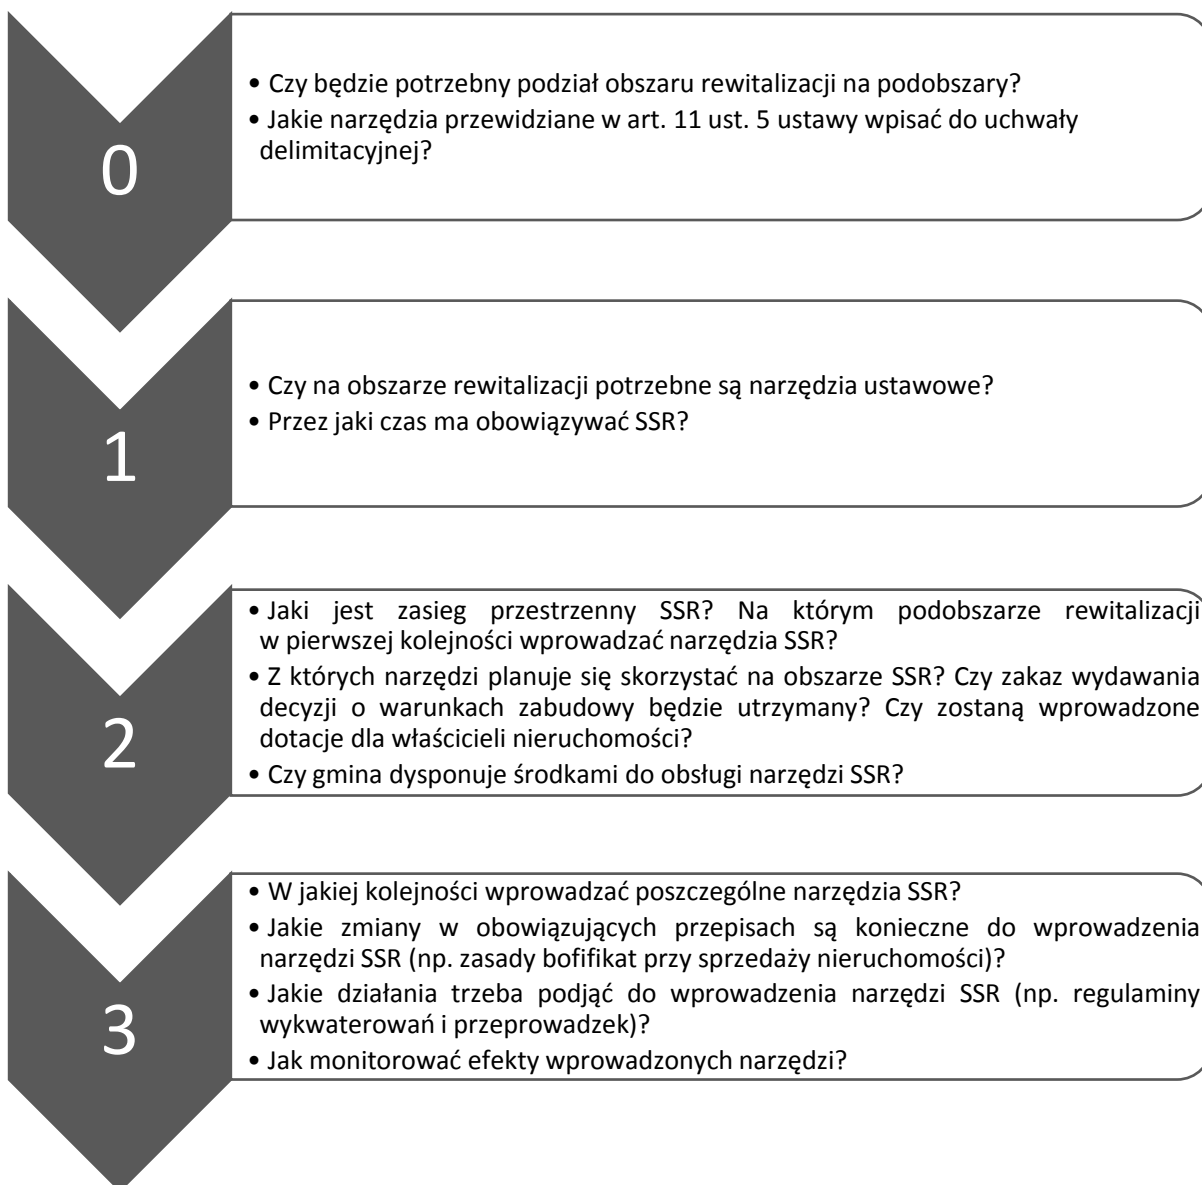 0
• Czy będzie potrzebny podział obszaru rewitalizacji na podobszary?
• Jakie narzędzia przewidziane w art. 11 ust. 5 ustawy wpisać do uchwały
delimitacyjnej?
1
• Czy na obszarze rewitalizacji potrzebne są narzędzia ustawowe?
• Przez jaki czas ma obowiązywać SSR?
2
• Jaki jest zasieg przestrzenny SSR? Na którym podobszarze rewitalizacji
w pierwszej kolejności wprowadzać narzędzia SSR?
• Z których narzędzi planuje się skorzystać na obszarze SSR? Czy zakaz wydawania
decyzji o warunkach zabudowy będzie utrzymany? Czy zostaną wprowadzone
dotacje dla właścicieli nieruchomości?
• Czy gmina dysponuje środkami do obsługi narzędzi SSR?
3
• W jakiej kolejności wprowadzać poszczególne narzędzia SSR?
• Jakie zmiany w obowiązujących przepisach są konieczne do wprowadzenia
narzędzi SSR (np. zasady bofifikat przy sprzedaży nieruchomości)?
• Jakie działania trzeba podjąć do wprowadzenia narzędzi SSR (np. regulaminy
wykwaterowań i przeprowadzek)?
• Jak monitorować efekty wprowadzonych narzędzi?